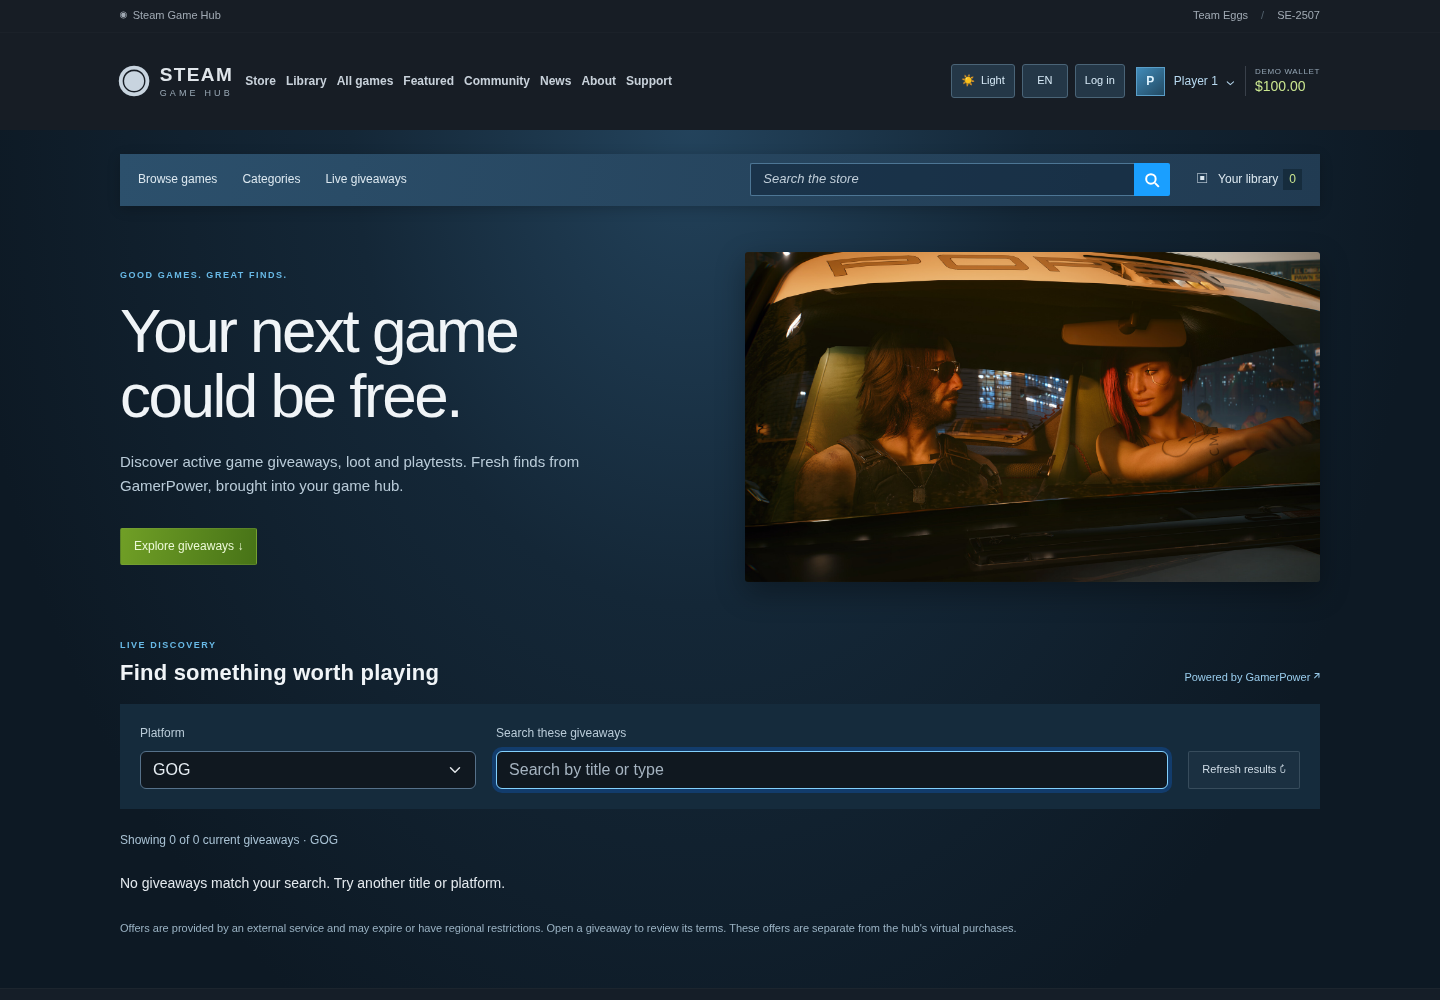 Steam Game Hub
Team Eggs / SE-2507
STEAM
GAME HUB
Store Library All games Featured Community News About Support
Light EN Log in P Player 1
DEMO WALLET
$100.00
Browse games Categories Live giveaways
Search the store
Your library 0
GOOD GAMES. GREAT FINDS.
Your next game
could be free.
Discover active game giveaways, loot and playtests. Fresh finds from
GamerPower, brought into your game hub.
Explore giveaways ↓
LIVE DISCOVERY
Find something worth playing
Powered by GamerPower ↗
Platform
Search these giveaways
GOG
Search by title or type
Refresh results ↻
Showing 0 of 0 current giveaways · GOG
No giveaways match your search. Try another title or platform.
Offers are provided by an external service and may expire or have regional restrictions. Open a giveaway to review its terms. These offers are separate from the hub's virtual purchases.